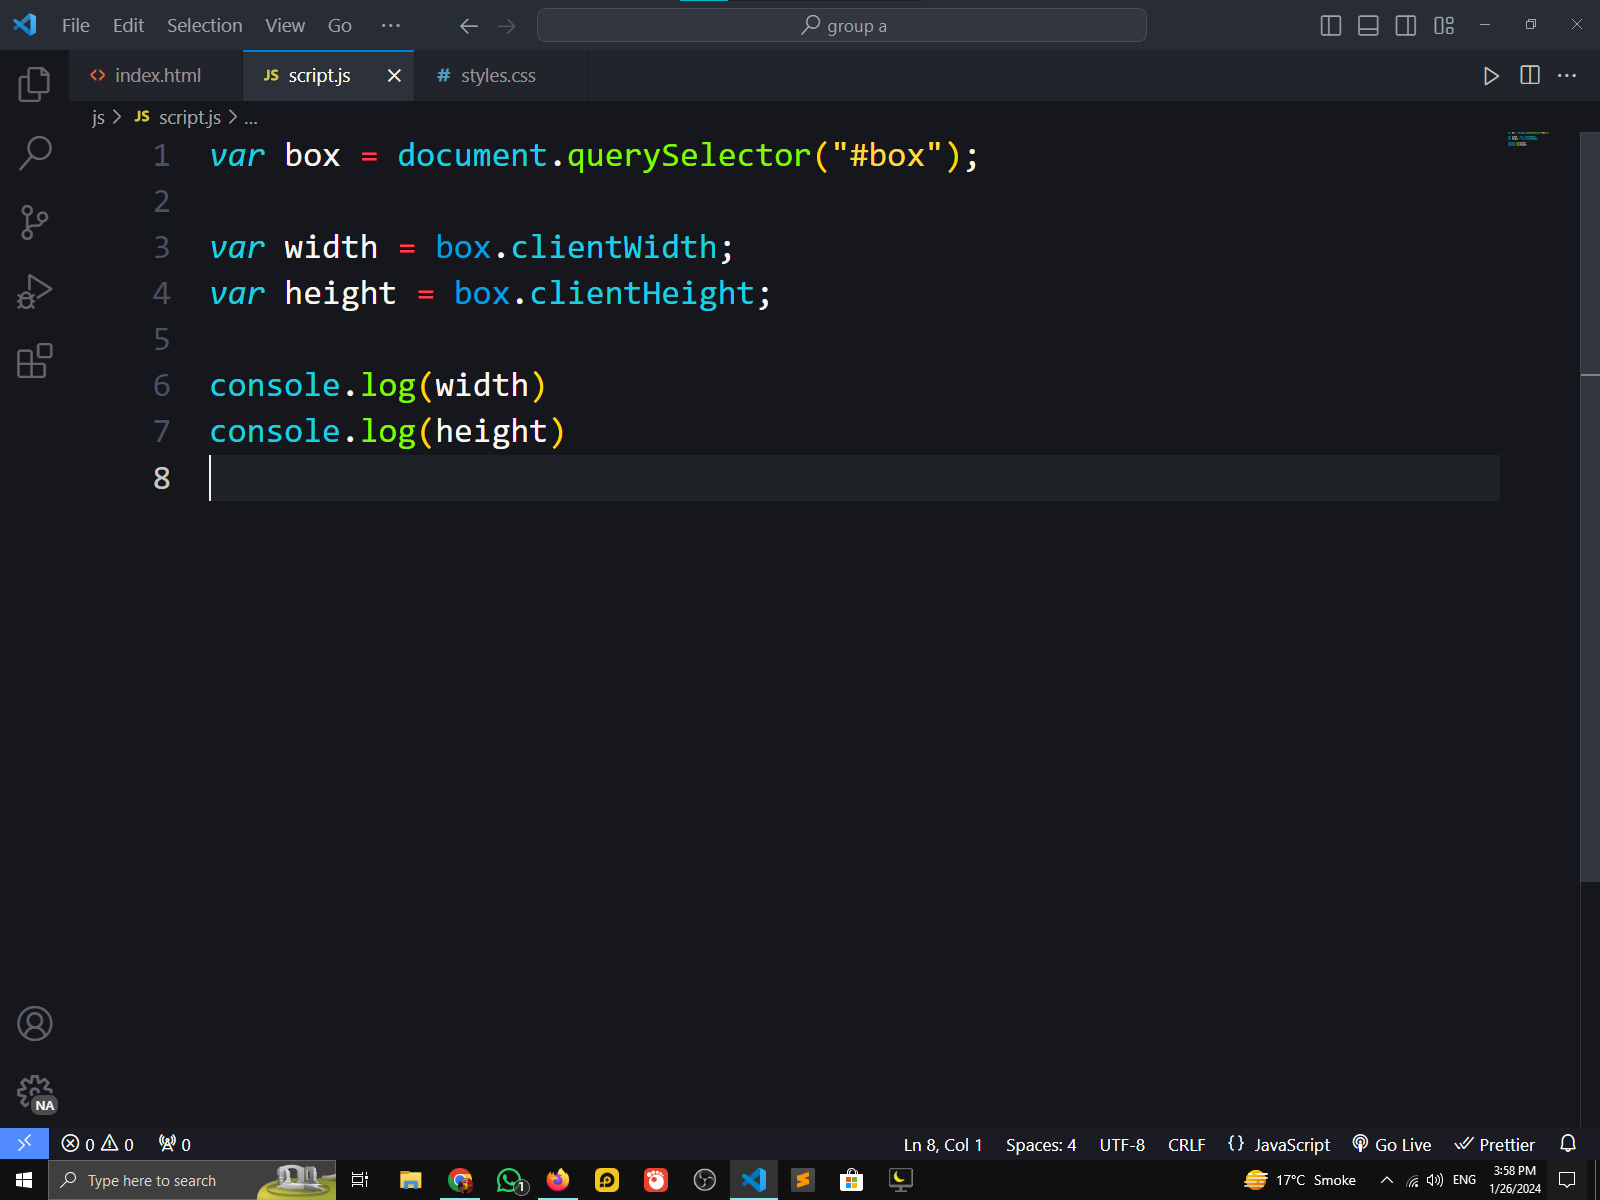 File Edit Selection View Go ··· group a
<> index.html JS script.js # styles.css
js > JS script.js > ...
1 var box = document.querySelector("#box");
2
3 var width = box.clientWidth;
4 var height = box.clientHeight;
5
6 console.log(width)
7 console.log(height)
8
NA
0 0 0 Ln 8, Col 1 Spaces: 4 UTF-8 CRLF {} JavaScript Go Live Prettier
Type here to search 1 17°C Smoke ENG 3:58 PM
1/26/2024